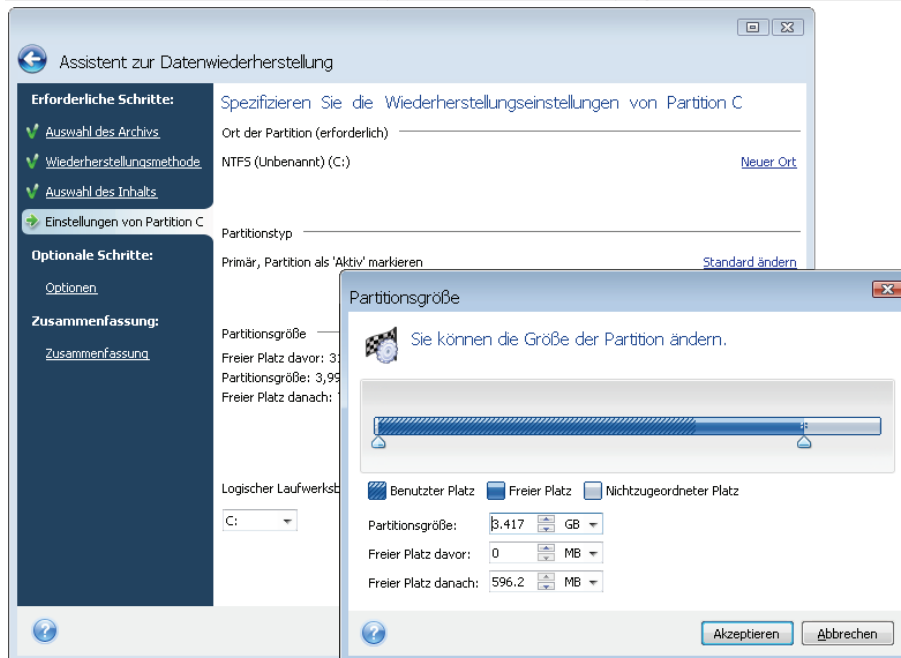 Assistent zur Datenwiederherstellung
Erforderliche Schritte:
Auswahl des Archivs
Wiederherstellungsmethode
Auswahl des Inhalts
Einstellungen von Partition C
Optionale Schritte:
Optionen
Zusammenfassung:
Zusammenfassung
Spezifizieren Sie die Wiederherstellungseinstellungen von Partition C
Ort der Partition (erforderlich)
NTFS (Unbenannt) (C:)
Neuer Ort
Partitionstyp
Primär, Partition als 'Aktiv' markieren
Standard ändern
Partitionsgröße
Freier Platz davor:
Partitionsgröße: 3,99
Freier Platz danach:
Logischer
C:
Partitionsgröße
Sie können die Größe der Partition ändern.
Benutzter Platz
Freier Platz
Nichtzugeordneter Platz
Partitionsgröße: 3.417 GB
Freier Platz davor: 0 MB
Freier Platz danach: 596.2 MB
Akzeptieren
Abbrechen